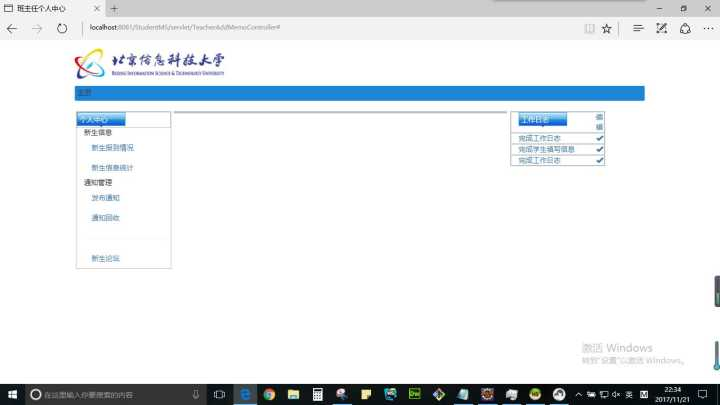 班主任个人中心
localhost:8081/StudentMS/servlet/TeacherAddMemoController#
北京信息科技大学
BEIJING INFORMATION SCIENCE & TECHNOLOGY UNIVERSITY
主页
个人中心
新生信息
新生报到情况
新生信息统计
通知管理
发布通知
通知回收
新生论坛
工作日志
编
辑
完成工作日志
完成学生填写信息
完成工作日志
激活 Windows
转到"设置"以激活 Windows。
在这里输入你要搜索的内容
英
M
22:34
2017/11/21